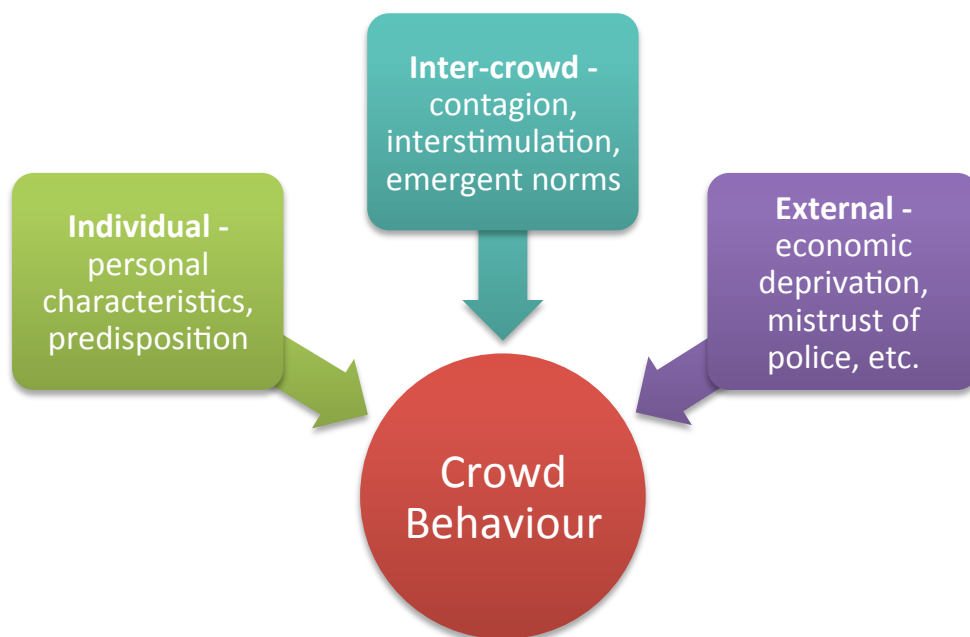 Inter-crowd -
contagion,
interstimulation,
emergent norms
Individual -
personal
characteristics,
predisposition
External -
economic
deprivation,
mistrust of
police, etc.
Crowd
Behaviour